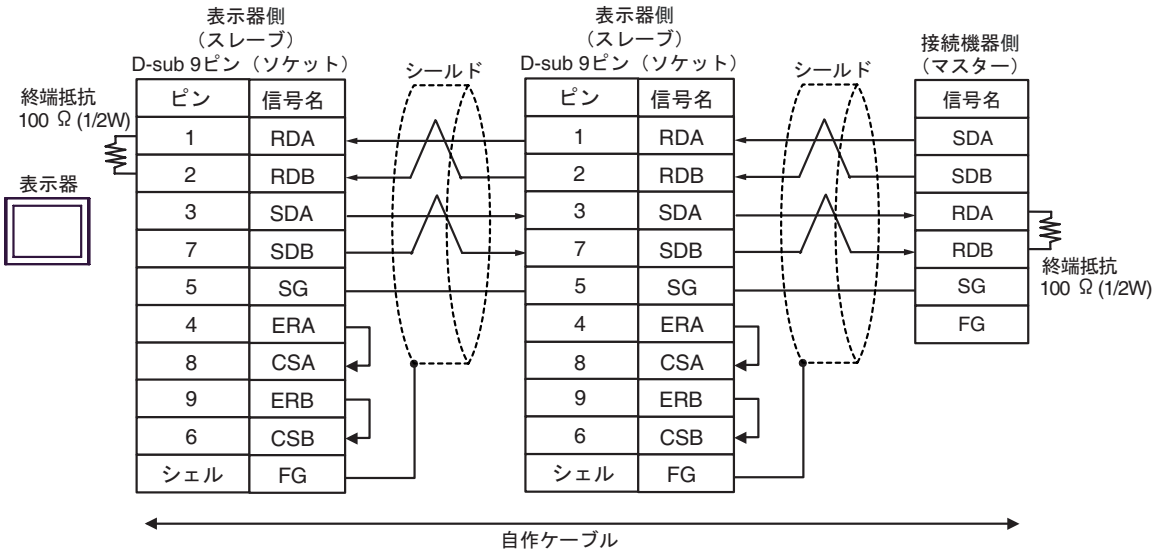 表示器側
(スレーブ)
D-sub 9ピン(ソケット)
表示器側
(スレーブ)
D-sub 9ピン(ソケット)
接続機器側
(マスター)
シールド
シールド
終端抵抗
100 Ω (1/2W)
表示器
ピン 信号名
1 RDA
2 RDB
3 SDA
7 SDB
5 SG
4 ERA
8 CSA
9 ERB
6 CSB
シェル FG
ピン 信号名
1 RDA
2 RDB
3 SDA
7 SDB
5 SG
4 ERA
8 CSA
9 ERB
6 CSB
シェル FG
信号名
SDA
SDB
RDA
RDB
SG
FG
終端抵抗
100 Ω (1/2W)
自作ケーブル